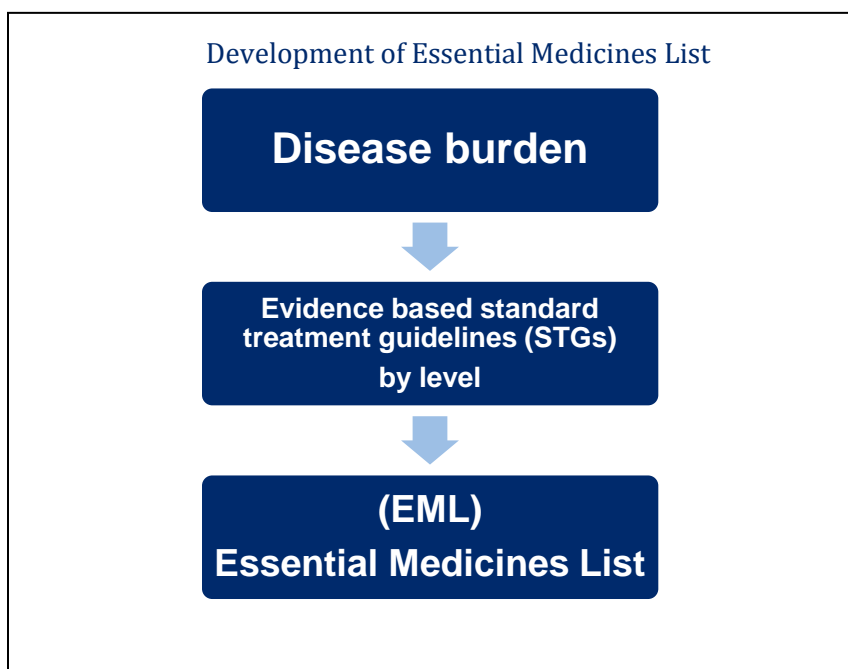 Development of Essential Medicines List
Disease burden
Evidence based standard
treatment guidelines (STGs)
by level
(EML)
Essential Medicines List